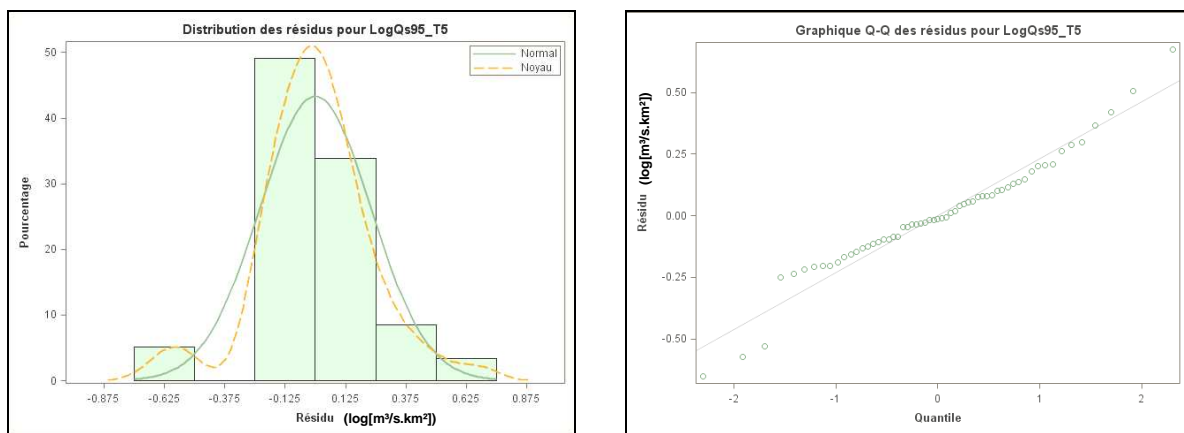 Distribution des résidus pour LogQs95_T5
Normal
Noyau
Pourcentage
50
40
30
20
10
0
-0.875 -0.625 -0.375 -0.125 0.125 0.375 0.625 0.875
Résidu (log[m³/s.km²])
Graphique Q-Q des résidus pour LogQs95_T5
Résidu (log[m³/s.km²])
0.50
0.25
0.00
-0.25
-0.50
-2 -1 0 1 2
Quantile